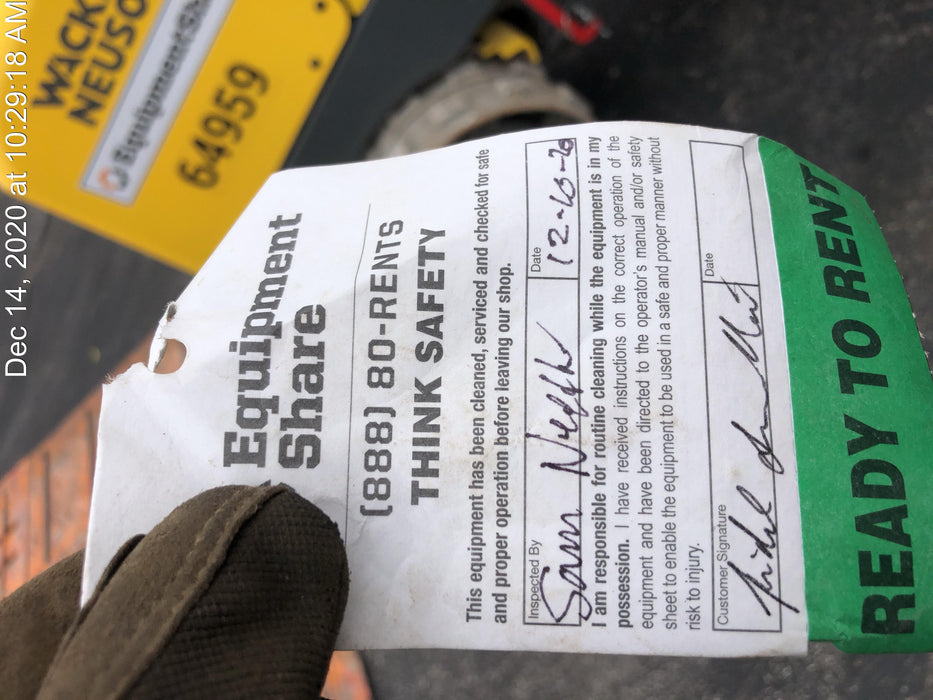 Dec 14, 2020 at 10:29:18 AM
WACK
NEUSO
EquipmentSh
64959
Equipment
Share
(888) 80-RENTS
THINK SAFETY
This equipment has been cleaned, serviced and checked for safe
and proper operation before leaving our shop.
Inspected By
Sam
Date
I am responsible for routine cleaning while the equipment is in my
possession. I have received instructions on the correct operation of the
equipment and have been directed to the operator's manual and/or safety
sheet to enable the equipment to be used in a safe and proper manner without
risk to injury.
Customer Signature
Date
READY TO RENT